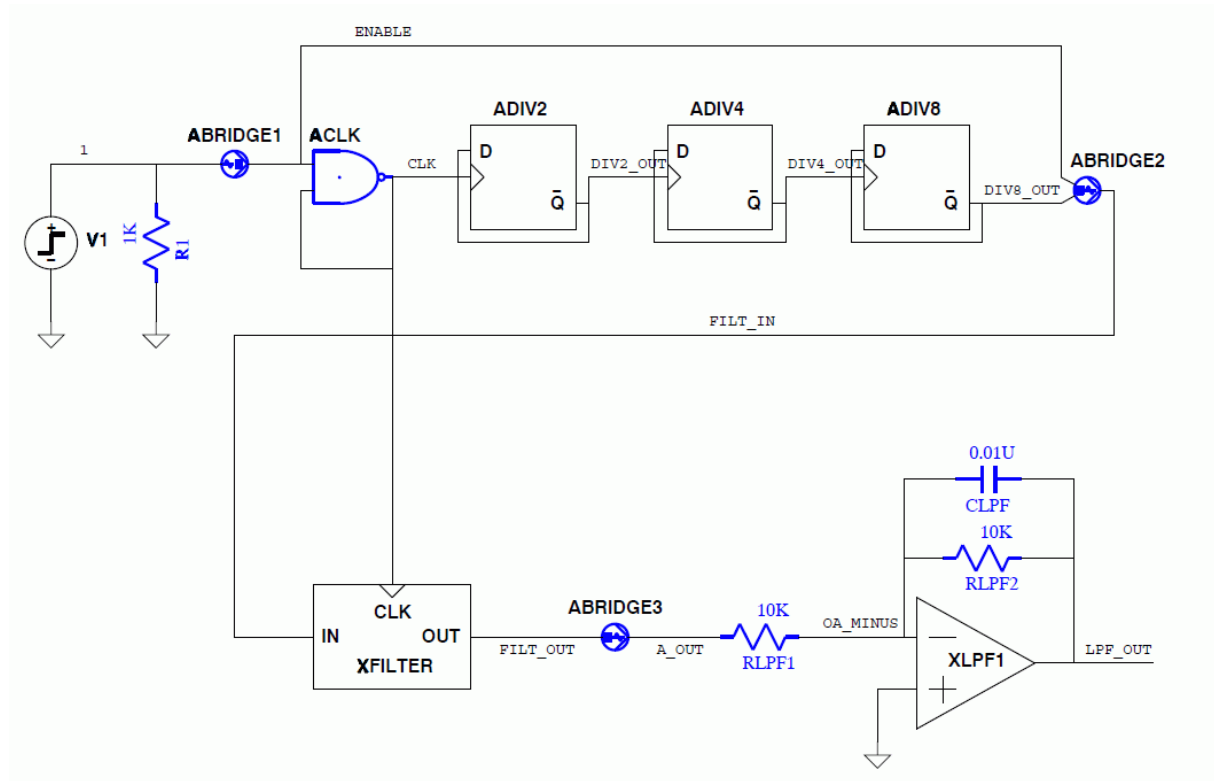 ENABLE
ADIV2
ADIV4
ADIV8
ABRIDGE1
ACLK
1
CLK
D
DIV2_OUT
D
DIV4_OUT
D
ABRIDGE2
DIV8_OUT
Q̅
Q̅
Q̅
V1
1K
R1
FILT_IN
0.01U
CLPF
10K
RLPF2
CLK
IN
OUT
XFILTER
FILT_OUT
ABRIDGE3
A_OUT
10K
RLPF1
OA_MINUS
XLPF1
LPF_OUT